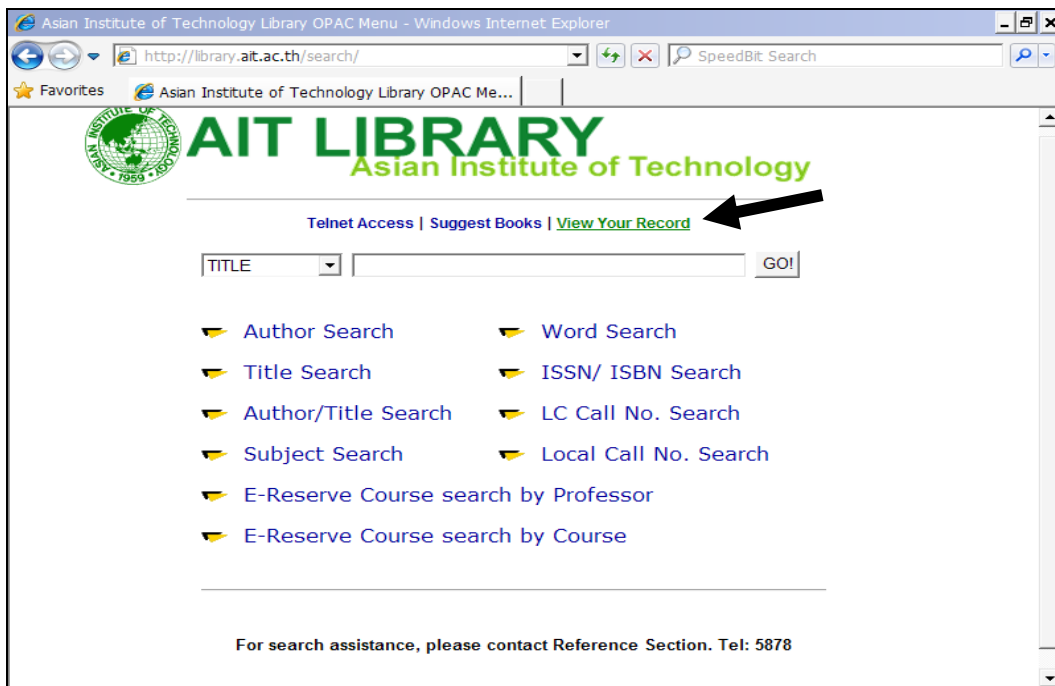 Asian Institute of Technology Library OPAC Menu - Windows Internet Explorer
http://library.ait.ac.th/search/ SpeedBit Search
Favorites Asian Institute of Technology Library OPAC Me...
ASIAN INSTITUTE OF TECHNOLOGY • 1959 •
AIT LIBRARY
Asian Institute of Technology
Telnet Access | Suggest Books | View Your Record
TITLE GO!
Author Search Word Search
Title Search ISSN/ ISBN Search
Author/Title Search LC Call No. Search
Subject Search Local Call No. Search
E-Reserve Course search by Professor
E-Reserve Course search by Course
For search assistance, please contact Reference Section. Tel: 5878